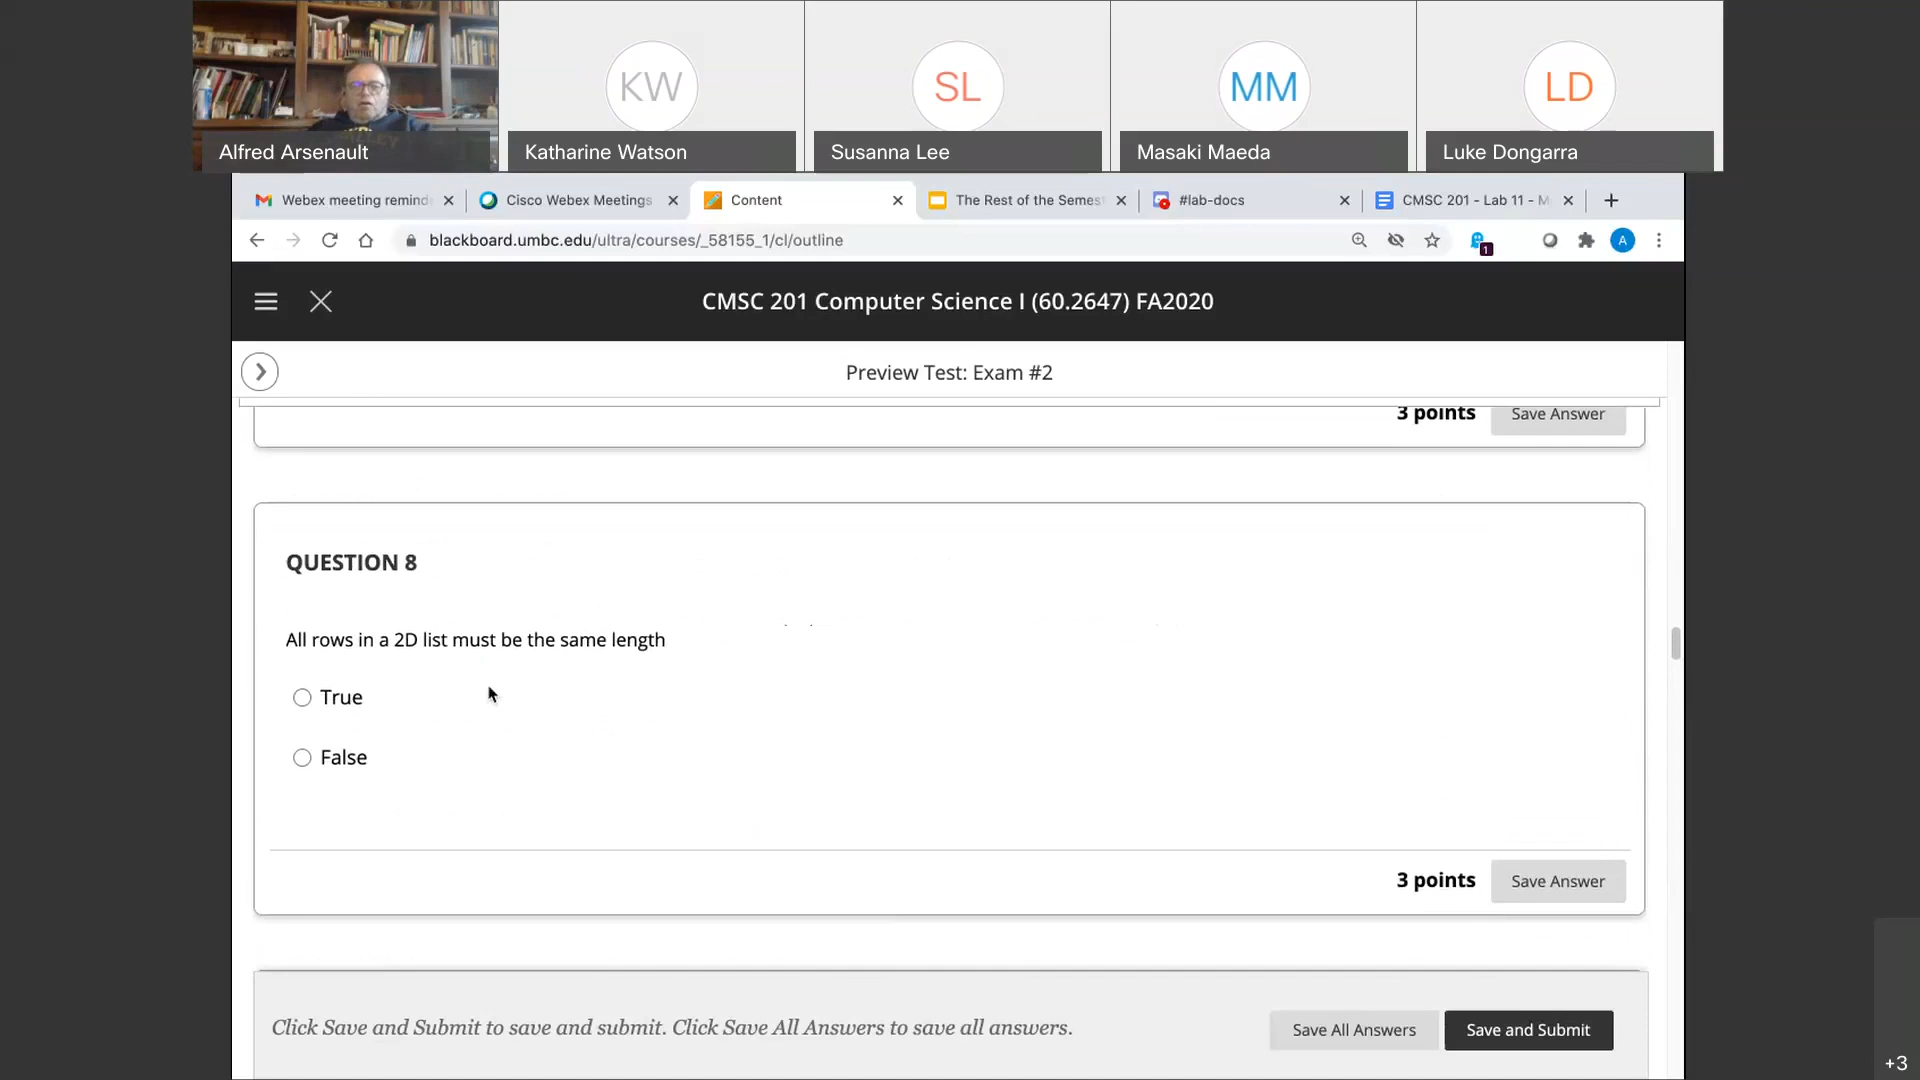 KW
SL
MM
LD
Alfred Arsenault
Katharine Watson
Susanna Lee
Masaki Maeda
Luke Dongarra
Webex meeting remind
Cisco Webex Meetings
Content
The Rest of the Semest
#lab-docs
CMSC 201 - Lab 11 - M
blackboard.umbc.edu/ultra/courses/_58155_1/cl/outline
1
A
CMSC 201 Computer Science I (60.2647) FA2020
Preview Test: Exam #2
3 points
Save Answer
QUESTION 8
All rows in a 2D list must be the same length
True
False
3 points
Save Answer
Click Save and Submit to save and submit. Click Save All Answers to save all answers.
Save All Answers
Save and Submit
+3